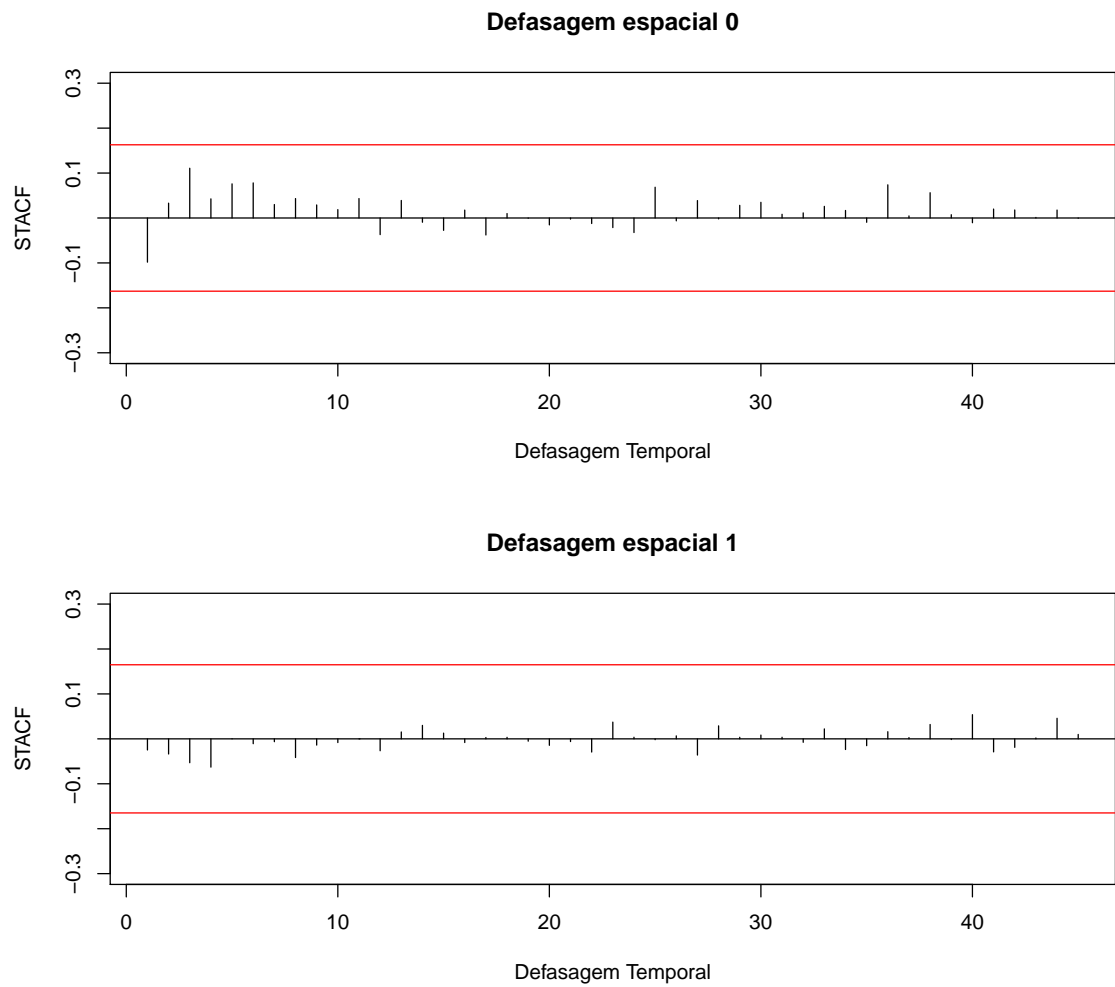 Defasagem espacial 0
0.3
0.1
−0.1
−0.3
STACF
0 10 20 30 40
Defasagem Temporal
Defasagem espacial 1
0.3
0.1
−0.1
−0.3
STACF
0 10 20 30 40
Defasagem Temporal